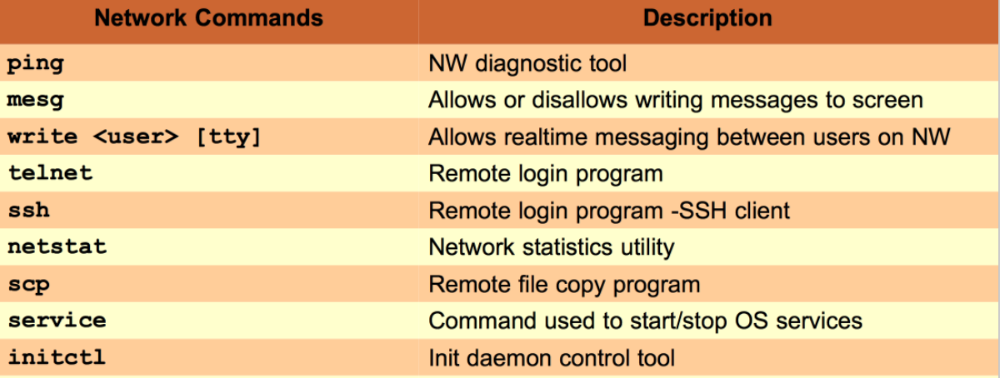 Network Commands Description
ping NW diagnostic tool
mesg Allows or disallows writing messages to screen
write <user> [tty] Allows realtime messaging between users on NW
telnet Remote login program
ssh Remote login program -SSH client
netstat Network statistics utility
scp Remote file copy program
service Command used to start/stop OS services
initctl Init daemon control tool